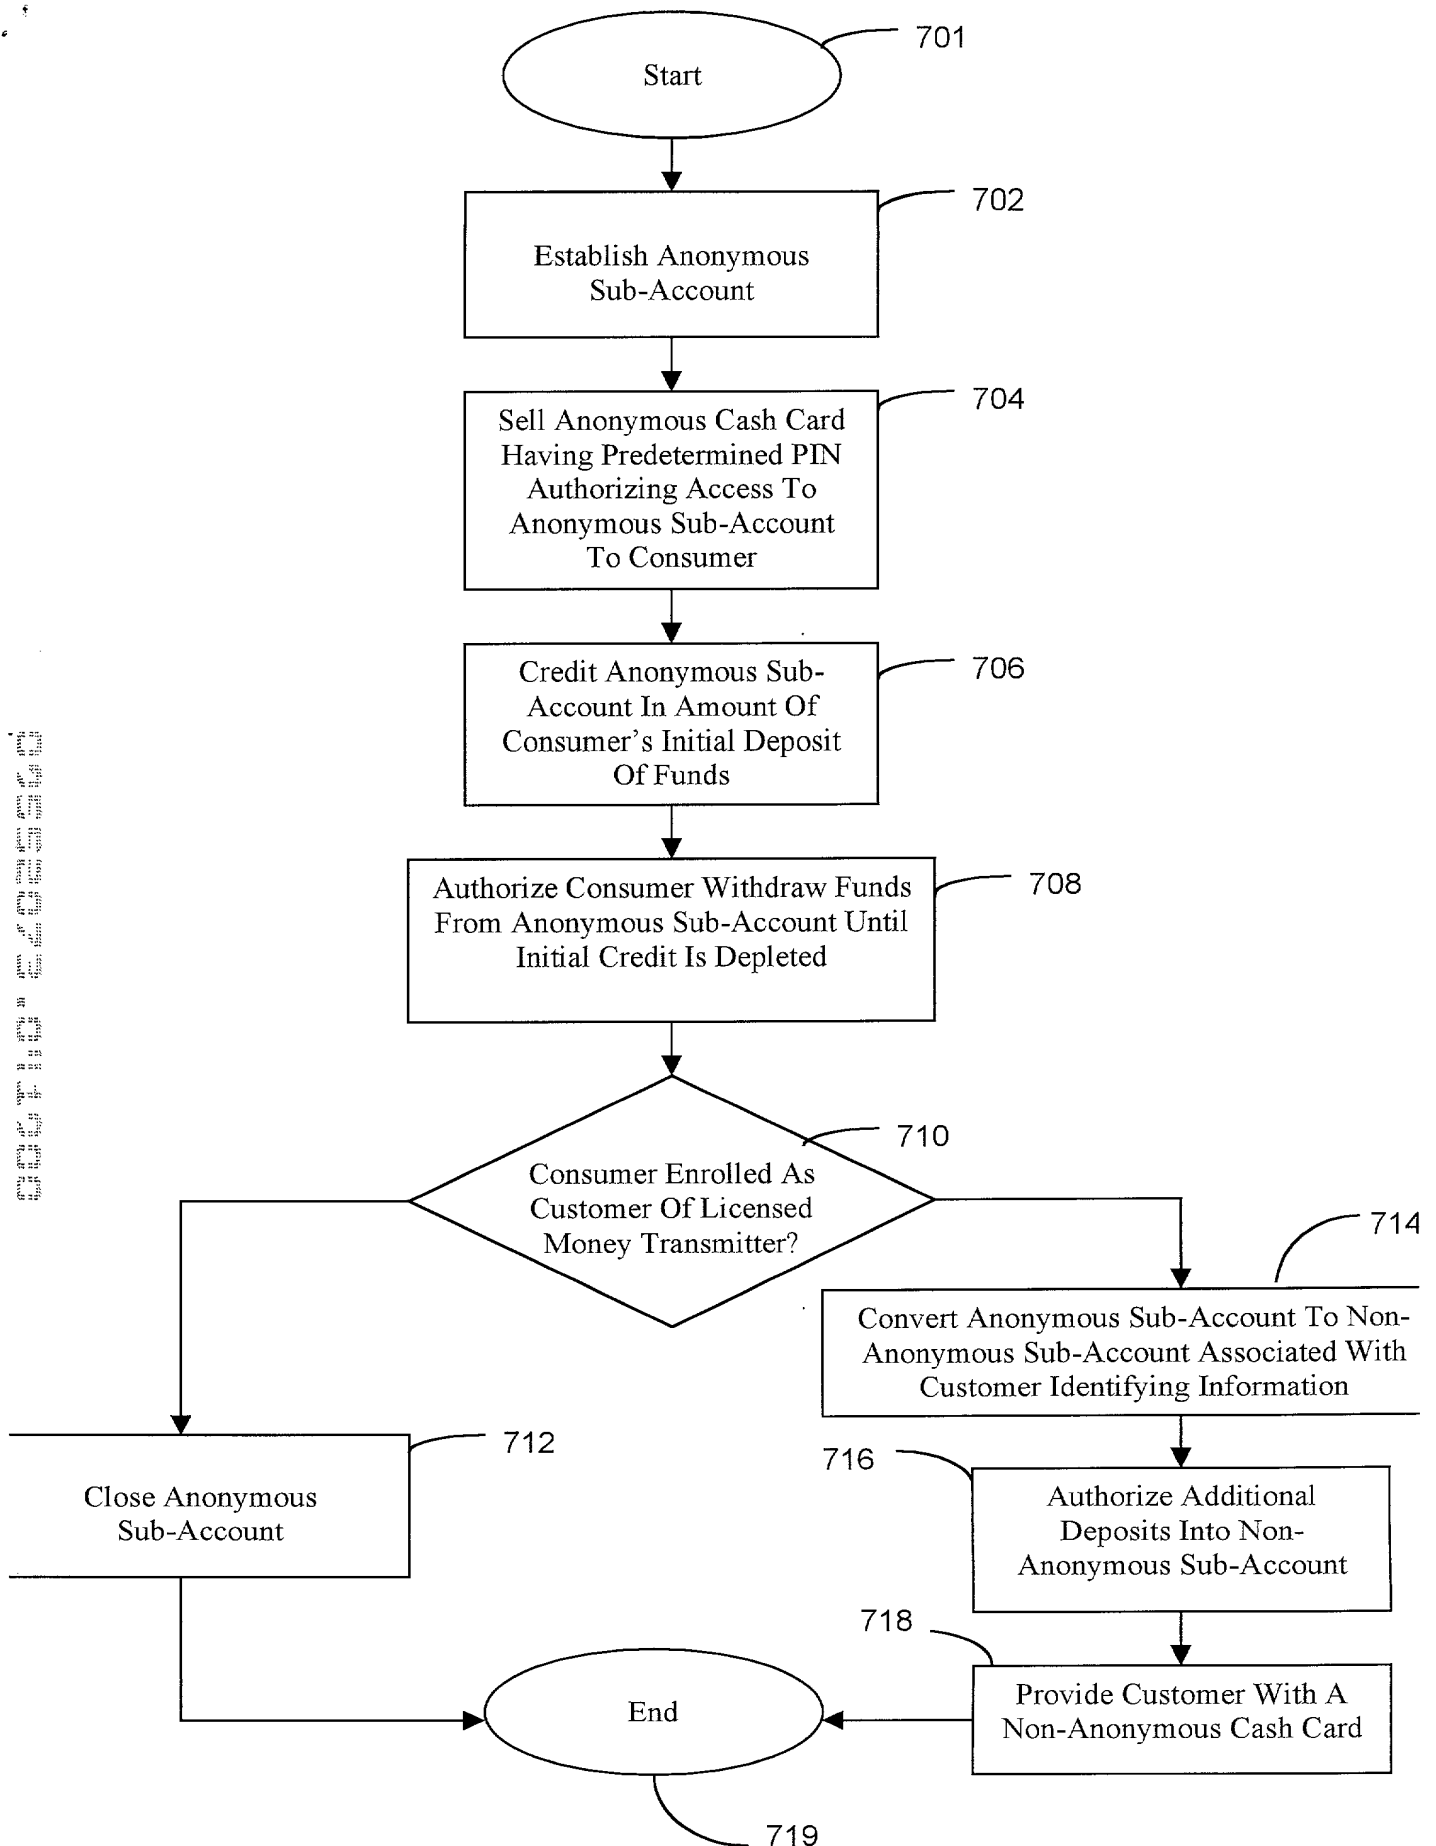 701
Start
702
Establish Anonymous
Sub-Account
704
Sell Anonymous Cash Card
Having Predetermined PIN
Authorizing Access To
Anonymous Sub-Account
To Consumer
706
Credit Anonymous Sub-
Account In Amount Of
Consumer's Initial Deposit
Of Funds
708
Authorize Consumer Withdraw Funds
From Anonymous Sub-Account Until
Initial Credit Is Depleted
710
Consumer Enrolled As
Customer Of Licensed
Money Transmitter?
714
Convert Anonymous Sub-Account To Non-
Anonymous Sub-Account Associated With
Customer Identifying Information
712
Close Anonymous
Sub-Account
716
Authorize Additional
Deposits Into Non-
Anonymous Sub-Account
718
Provide Customer With A
Non-Anonymous Cash Card
End
719